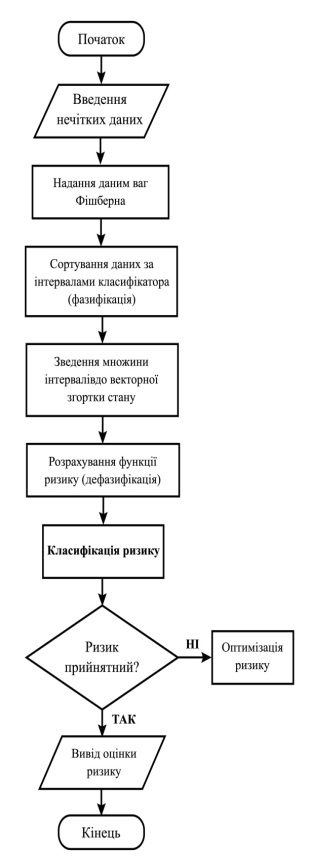 Початок
Введення
нечітких даних
Надання даним ваг
Фішберна
Сортування даних за
інтервалами класифікатора
(фазифікація)
Зведення множини
інтервалівдо векторної
згортки стану
Розрахування функції
ризику (дефазифікація)
Класифікація ризику
Ризик
прийнятний?
НІ
Оптимізація
ризику
ТАК
Вивід оцінки
ризику
Кінець